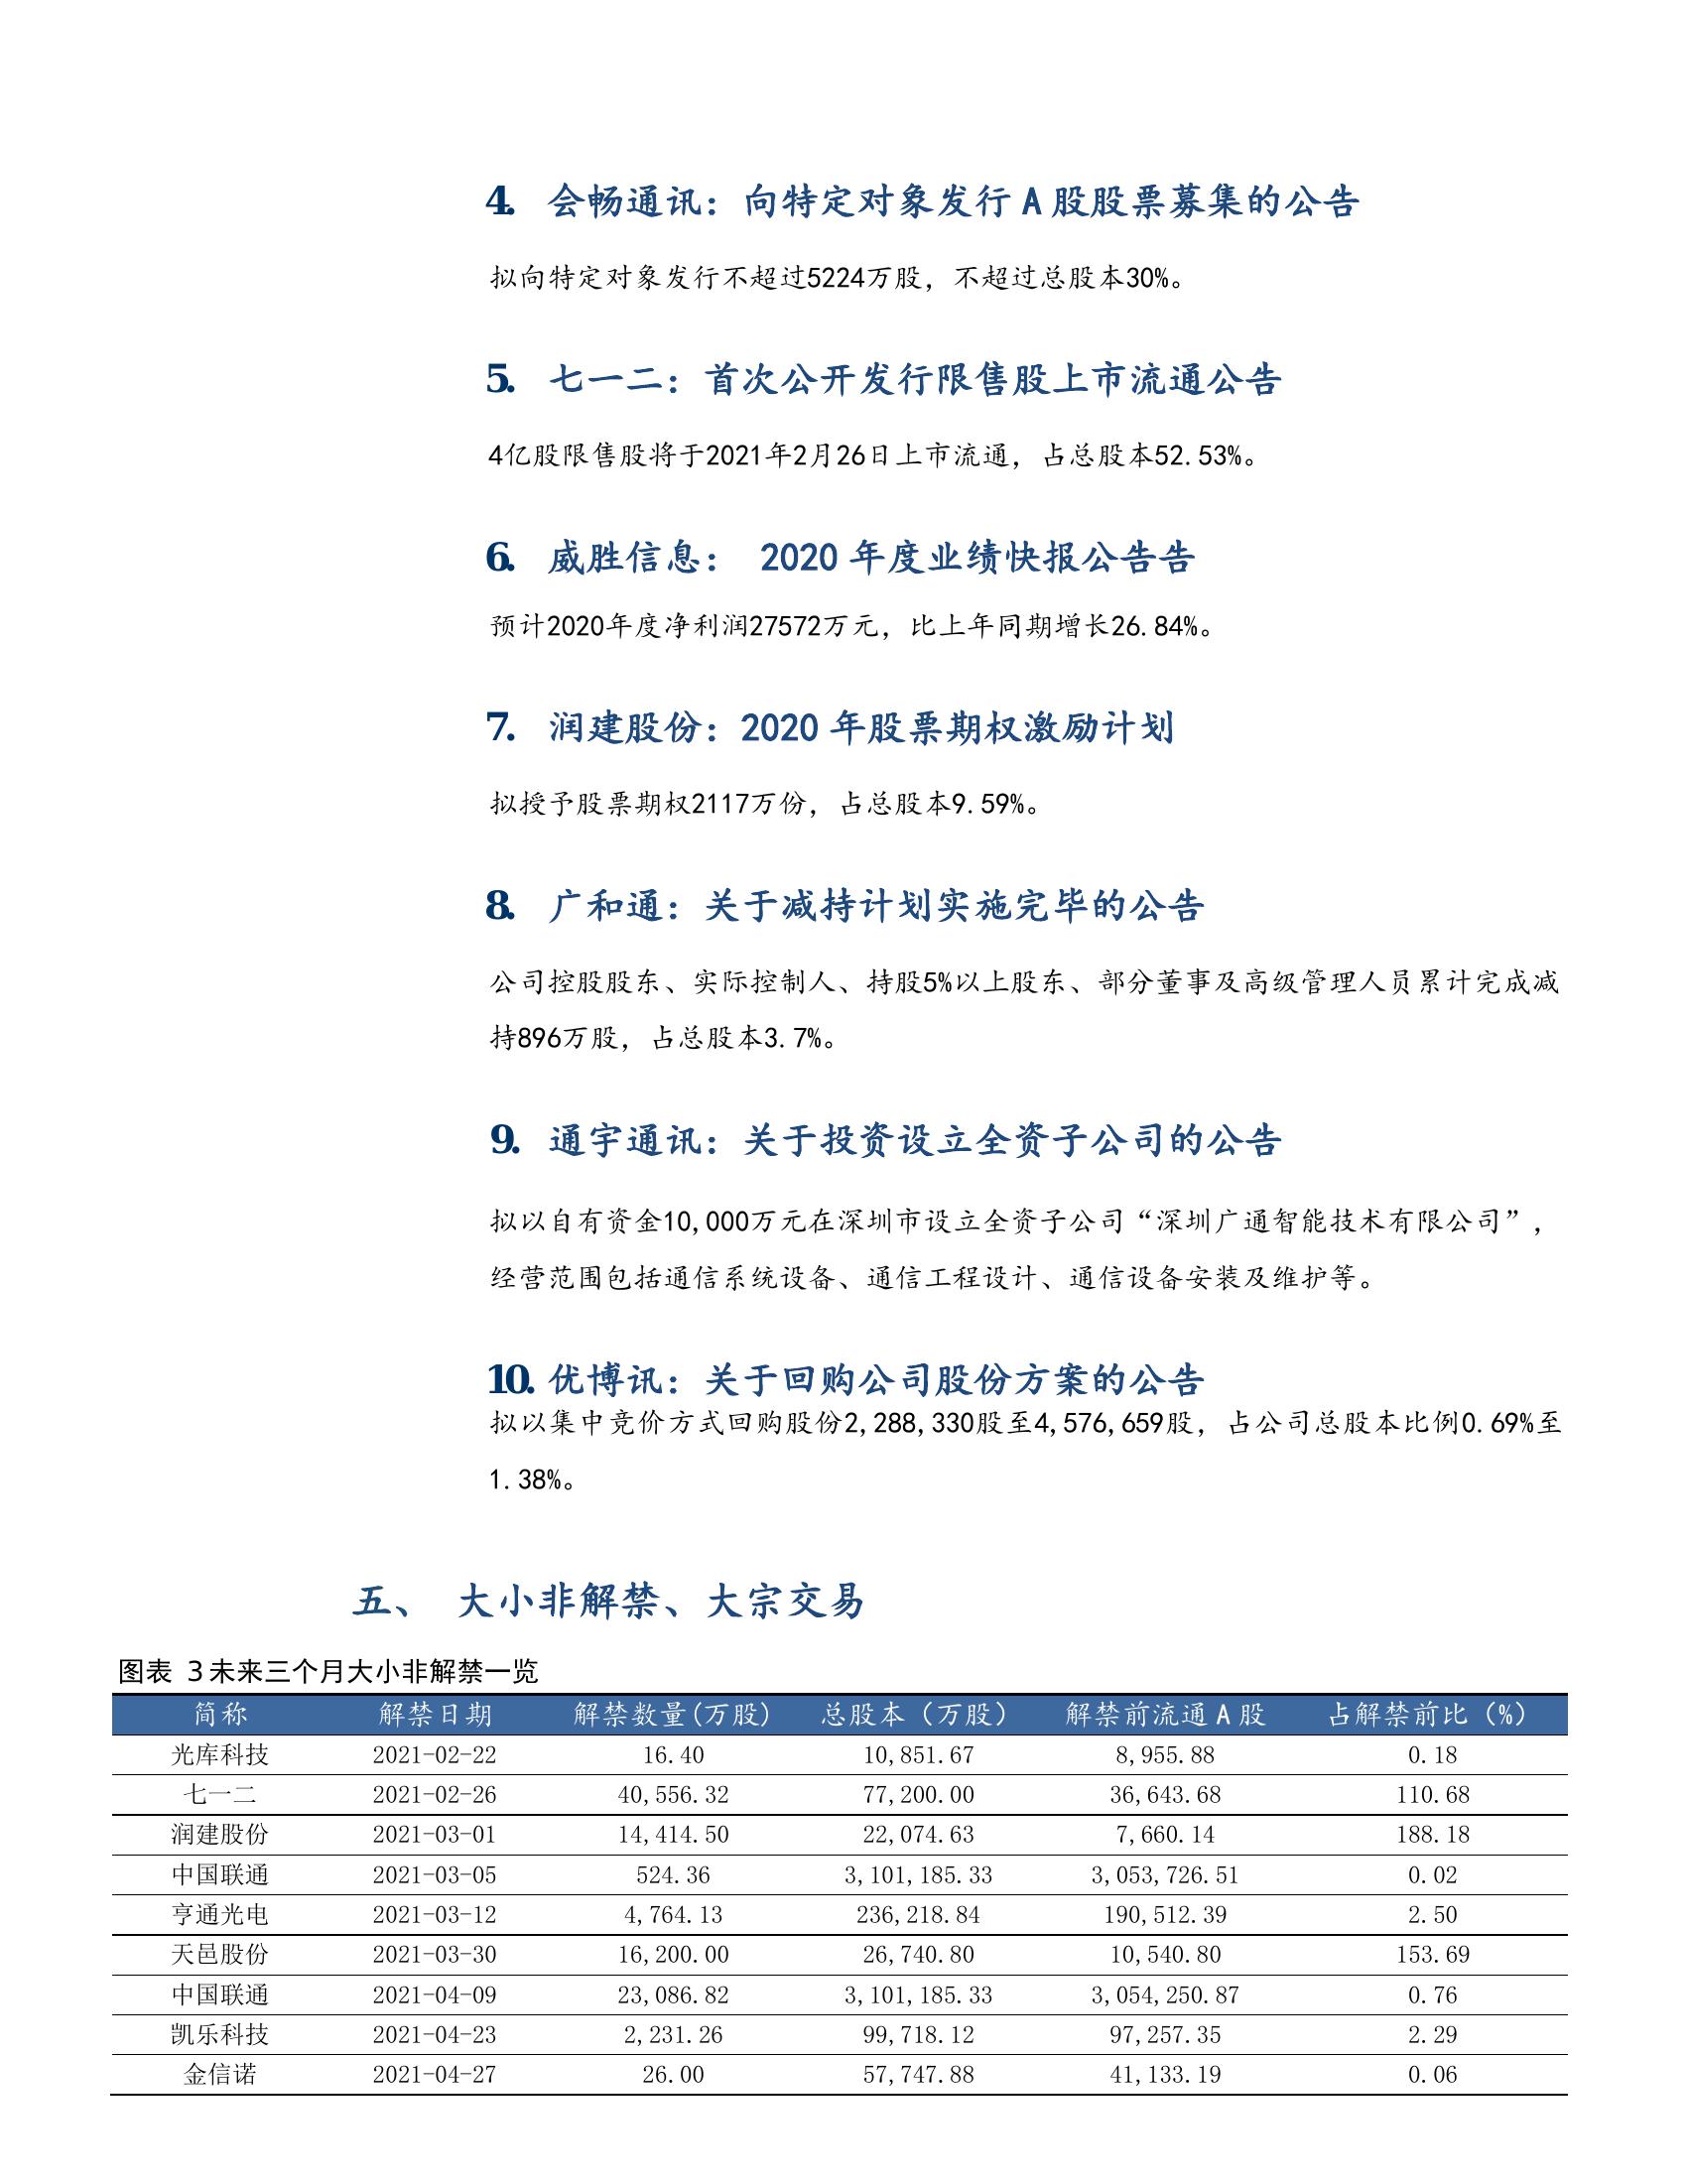 4. 会畅通讯：向特定对象发行 A 股股票募集的公告
拟向特定对象发行不超过5224万股，不超过总股本30%。
5. 七一二：首次公开发行限售股上市流通公告
4亿股限售股将于2021年2月26日上市流通，占总股本52.53%。
6. 威胜信息： 2020 年度业绩快报公告告
预计2020年度净利润27572万元，比上年同期增长26.84%。
7. 润建股份：2020 年股票期权激励计划
拟授予股票期权2117万份，占总股本9.59%。
8. 广和通：关于减持计划实施完毕的公告
公司控股股东、实际控制人、持股5%以上股东、部分董事及高级管理人员累计完成减
持896万股，占总股本3.7%。
9. 通宇通讯：关于投资设立全资子公司的公告
拟以自有资金10,000万元在深圳市设立全资子公司“深圳广通智能技术有限公司”，
经营范围包括通信系统设备、通信工程设计、通信设备安装及维护等。
10. 优博讯：关于回购公司股份方案的公告
拟以集中竞价方式回购股份2,288,330股至4,576,659股，占公司总股本比例0.69%至
1.38%。
五、 大小非解禁、大宗交易
图表 3 未来三个月大小非解禁一览
简称 解禁日期 解禁数量(万股) 总股本（万股） 解禁前流通 A 股 占解禁前比（%）
光库科技 2021-02-22 16.40 10,851.67 8,955.88 0.18
七一二 2021-02-26 40,556.32 77,200.00 36,643.68 110.68
润建股份 2021-03-01 14,414.50 22,074.63 7,660.14 188.18
中国联通 2021-03-05 524.36 3,101,185.33 3,053,726.51 0.02
亨通光电 2021-03-12 4,764.13 236,218.84 190,512.39 2.50
天邑股份 2021-03-30 16,200.00 26,740.80 10,540.80 153.69
中国联通 2021-04-09 23,086.82 3,101,185.33 3,054,250.87 0.76
凯乐科技 2021-04-23 2,231.26 99,718.12 97,257.35 2.29
金信诺 2021-04-27 26.00 57,747.88 41,133.19 0.06